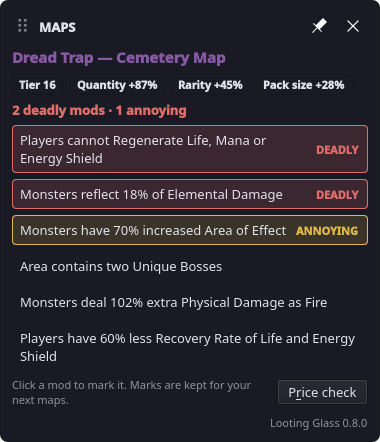 MAPS
Dread Trap — Cemetery Map
Tier 16 Quantity +87% Rarity +45% Pack size +28%
2 deadly mods · 1 annoying
Players cannot Regenerate Life, Mana or
Energy Shield
DEADLY
Monsters reflect 18% of Elemental Damage DEADLY
Monsters have 70% increased Area of Effect ANNOYING
Area contains two Unique Bosses
Monsters deal 102% extra Physical Damage as Fire
Players have 60% less Recovery Rate of Life and Energy
Shield
Click a mod to mark it. Marks are kept for your
next maps.
Price check
Looting Glass 0.8.0